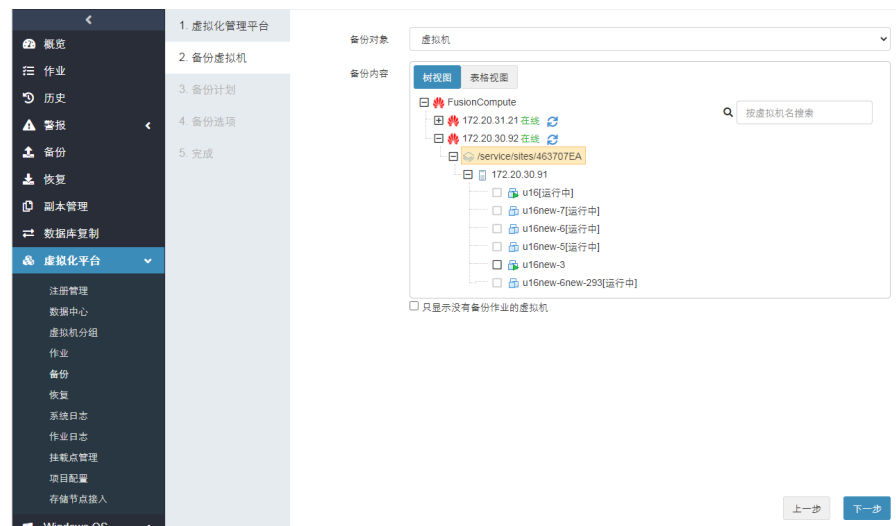 概览
作业
历史
警报
备份
恢复
副本管理
数据库复制
虚拟化平台
注册管理
数据中心
虚拟机分组
作业
备份
恢复
系统日志
作业日志
挂载点管理
项目配置
存储节点接入
Windows OS
1. 虚拟化管理平台
2. 备份虚拟机
3. 备份计划
4. 备份选项
5. 完成
备份对象 虚拟机
备份内容
树视图 表格视图
FusionCompute
按虚拟机名搜索
172.20.31.21 在线
172.20.30.92 在线
/service/sites/463707EA
172.20.30.91
u16[运行中]
u16new-7[运行中]
u16new-6[运行中]
u16new-5[运行中]
u16new-3
u16new-6new-293[运行中]
只显示没有备份作业的虚拟机
上一步 下一步